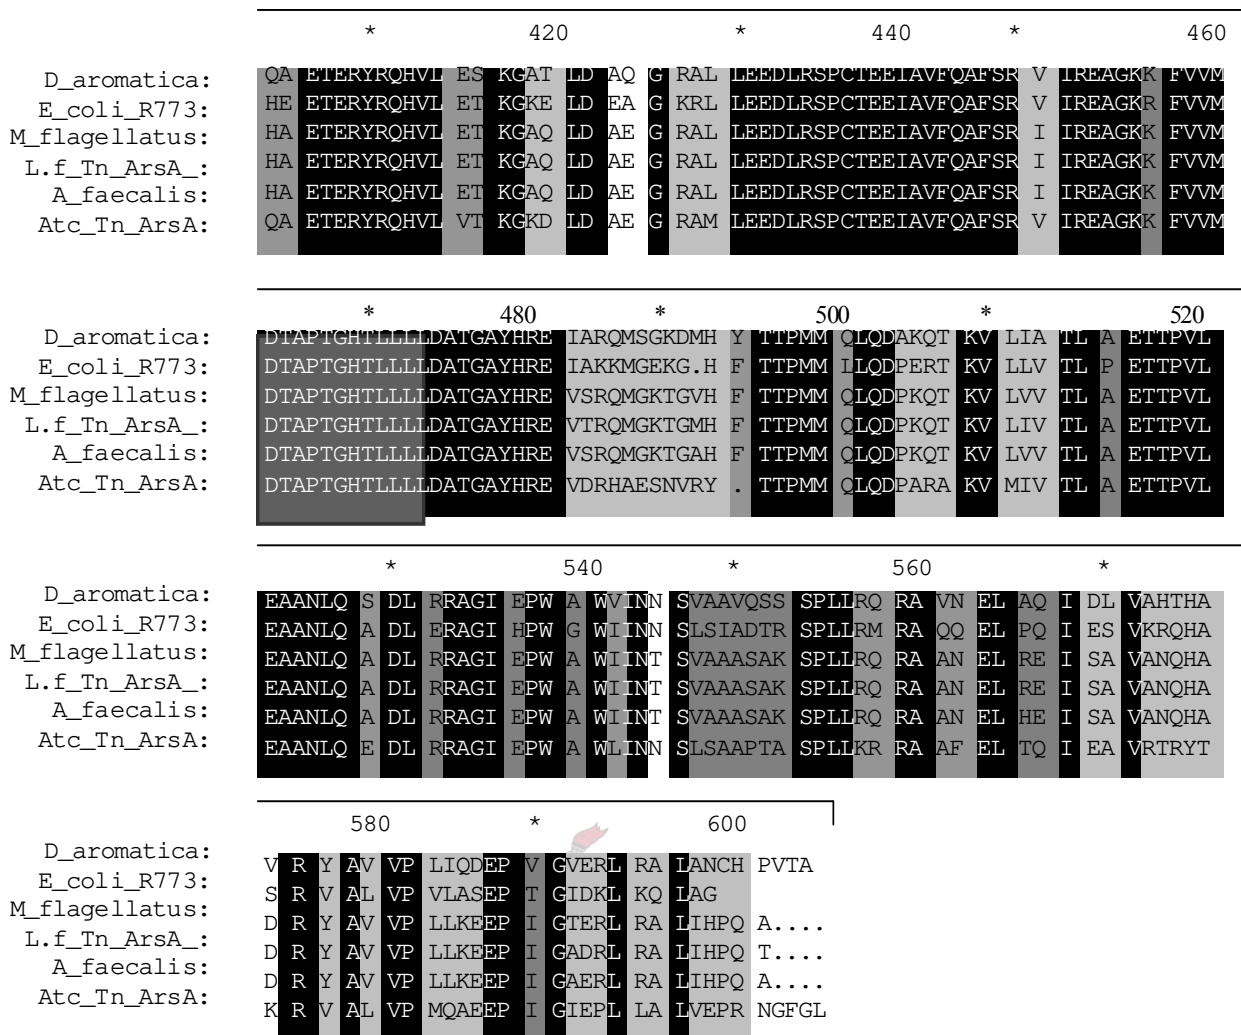 * 420 * 440 * 460
D_aromatica: QA ETERYRQHVL ES KGAT LD AQ G RAL LEEDLRSPCTEEIAVFQAFSR V IREAGKK FVVM
E_coli_R773: HE ETERYRQHVL ET KGKE LD EA G KRL LEEDLRSPCTEEIAVFQAFSR V IREAGKR FVVM
M_flagellatus: HA ETERYRQHVL ET KGAQ LD AE G RAL LEEDLRSPCTEEIAVFQAFSR I IREAGKK FVVM
L.f_Tn_ArsA_: HA ETERYRQHVL ET KGAQ LD AE G RAL LEEDLRSPCTEEIAVFQAFSR I IREAGKK FVVM
A_faecalis: HA ETERYRQHVL ET KGAQ LD AE G RAL LEEDLRSPCTEEIAVFQAFSR I IREAGKK FVVM
Atc_Tn_ArsA: QA ETERYRQHVL VT KGKD LD AE G RAM LEEDLRSPCTEEIAVFQAFSR V IREAGKK FVVM
* 480 * 500 * 520
D_aromatica: DTAPTGHTLLLLDATGAYHRE IARQMSGKDMH Y TTPMM QLQDAKQT KV LIA TL A ETTPVL
E_coli_R773: DTAPTGHTLLLLDATGAYHRE IAKKMGEKG.H F TTPMM LLQDPERT KV LLV TL P ETTPVL
M_flagellatus: DTAPTGHTLLLLDATGAYHRE VSRQMGKTGVH F TTPMM QLQDPKQT KV LVV TL A ETTPVL
L.f_Tn_ArsA_: DTAPTGHTLLLLDATGAYHRE VTRQMGKTGMH F TTPMM QLQDPKQT KV LIV TL A ETTPVL
A_faecalis: DTAPTGHTLLLLDATGAYHRE VSRQMGKTGAH F TTPMM QLQDPKQT KV LVV TL A ETTPVL
Atc_Tn_ArsA: DTAPTGHTLLLLDATGAYHRE VDRHAESNVRY . TTPMM QLQDPARA KV MIV TL A ETTPVL
* 540 * 560 *
D_aromatica: EAANLQ S DL RRAGI EPW A WVINN SVAAVQSS SPLLRQ RA VN EL AQ I DL VAHTHA
E_coli_R773: EAANLQ A DL ERAGI HPW G WIINN SLSIADTR SPLLRM RA QQ EL PQ I ES VKRQHA
M_flagellatus: EAANLQ A DL RRAGI EPW A WIINT SVAAASAK SPLLRQ RA AN EL RE I SA VANQHA
L.f_Tn_ArsA_: EAANLQ A DL RRAGI EPW A WIINT SVAAASAK SPLLRQ RA AN EL RE I SA VANQHA
A_faecalis: EAANLQ A DL RRAGI EPW A WIINT SVAAASAK SPLLRQ RA AN EL HE I SA VANQHA
Atc_Tn_ArsA: EAANLQ E DL RRAGI EPW A WLINN SLSAAPTA SPLLKR RA AF EL TQ I EA VRTRYT
580 * 600
D_aromatica: V R Y AV VP LIQDEP V GVERL RA LANCH PVTA
E_coli_R773: S R V AL VP VLASEP T GIDKL KQ LAG
M_flagellatus: D R Y AV VP LLKEEP I GTERL RA LIHPQ A....
L.f_Tn_ArsA_: D R Y AV VP LLKEEP I GADRL RA LIHPQ T....
A_faecalis: D R Y AV VP LLKEEP I GAERL RA LIHPQ A....
Atc_Tn_ArsA: K R V AL VP MQAEEP I GIEPL LA LVEPR NGFGL